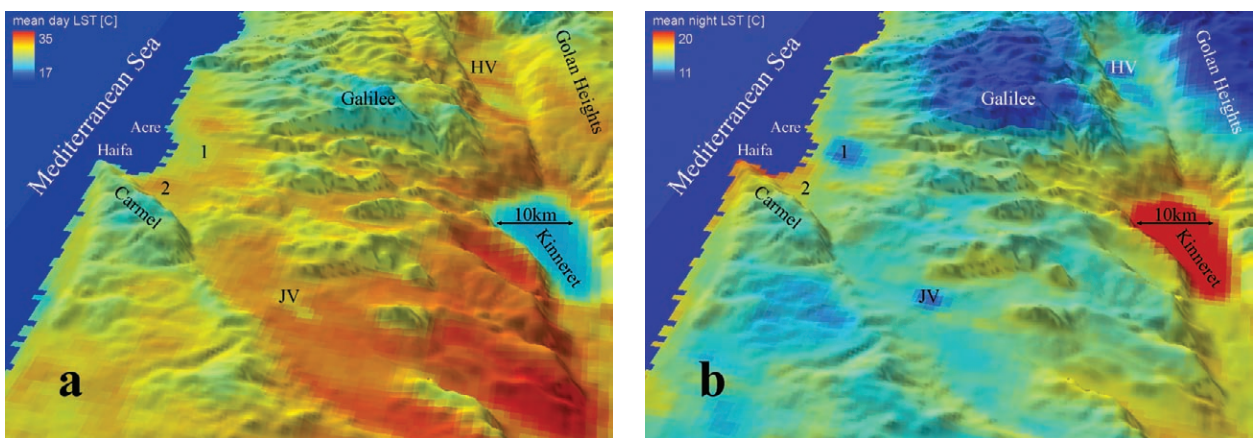 mean day LST [C]
35
17
Mediterranean Sea
Acre
Haifa
1
2
Carmel
Galilee
HV
Golan Heights
10km
Kinneret
JV
a
mean night LST [C]
20
11
Mediterranean Sea
Acre
Haifa
1
2
Carmel
Galilee
HV
Golan Heights
10km
Kinneret
JV
b